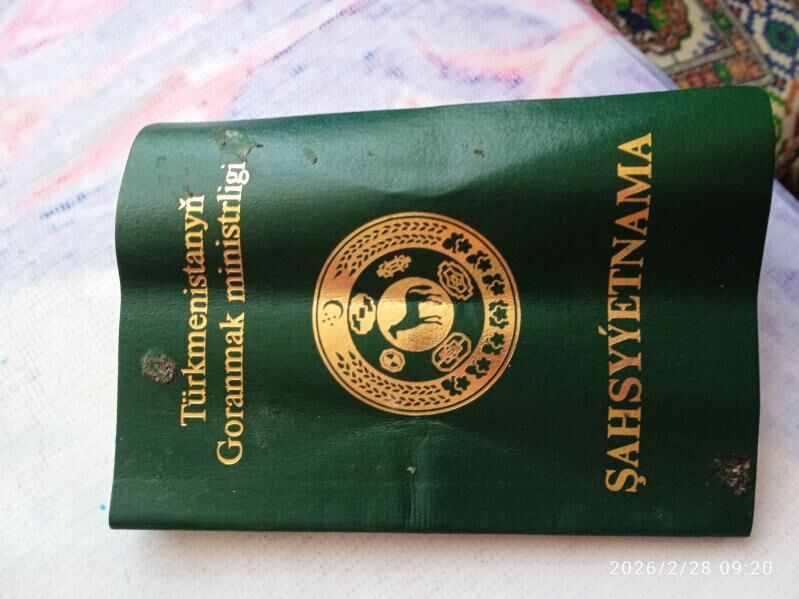 Türkmenistanyň
Goranmak ministrligi
ŞAHSYÝETNAMA
2026/2/28 09:20